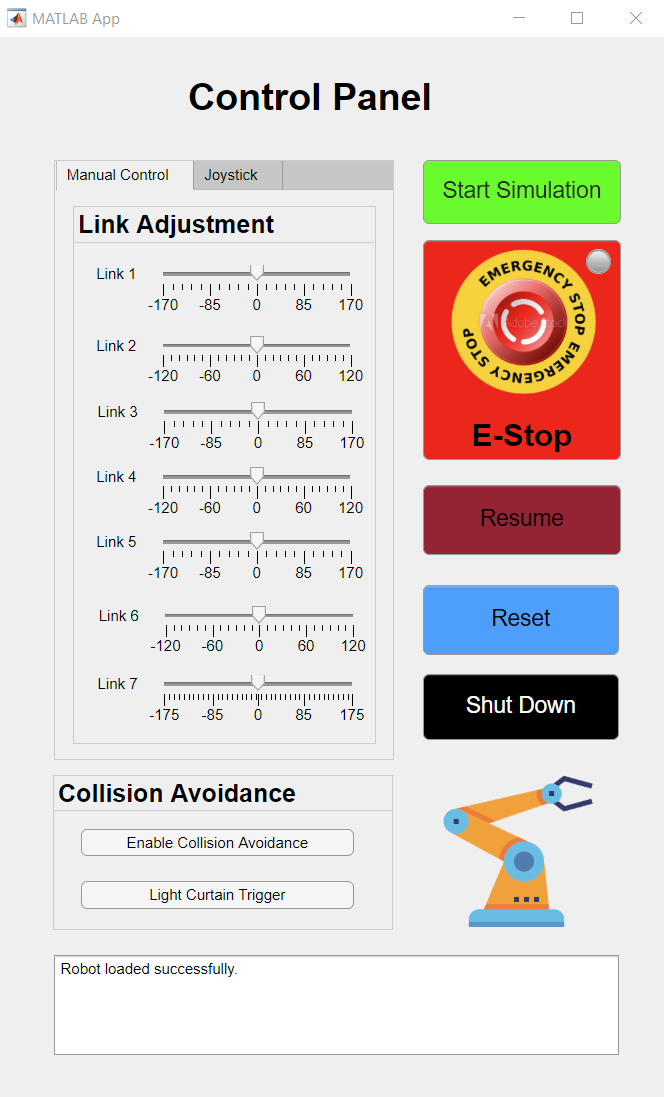 MATLAB App
Control Panel
Manual Control
Joystick
Link Adjustment
Link 1
-170 -85 0 85 170
Link 2
-120 -60 0 60 120
Link 3
-170 -85 0 85 170
Link 4
-120 -60 0 60 120
Link 5
-170 -85 0 85 170
Link 6
-120 -60 0 60 120
Link 7
-175 -85 0 85 175
Start Simulation
EMERGENCY STOP EMERGENCY STOP
Adobe Stock
E-Stop
Resume
Reset
Shut Down
Collision Avoidance
Enable Collision Avoidance
Light Curtain Trigger
Robot loaded successfully.